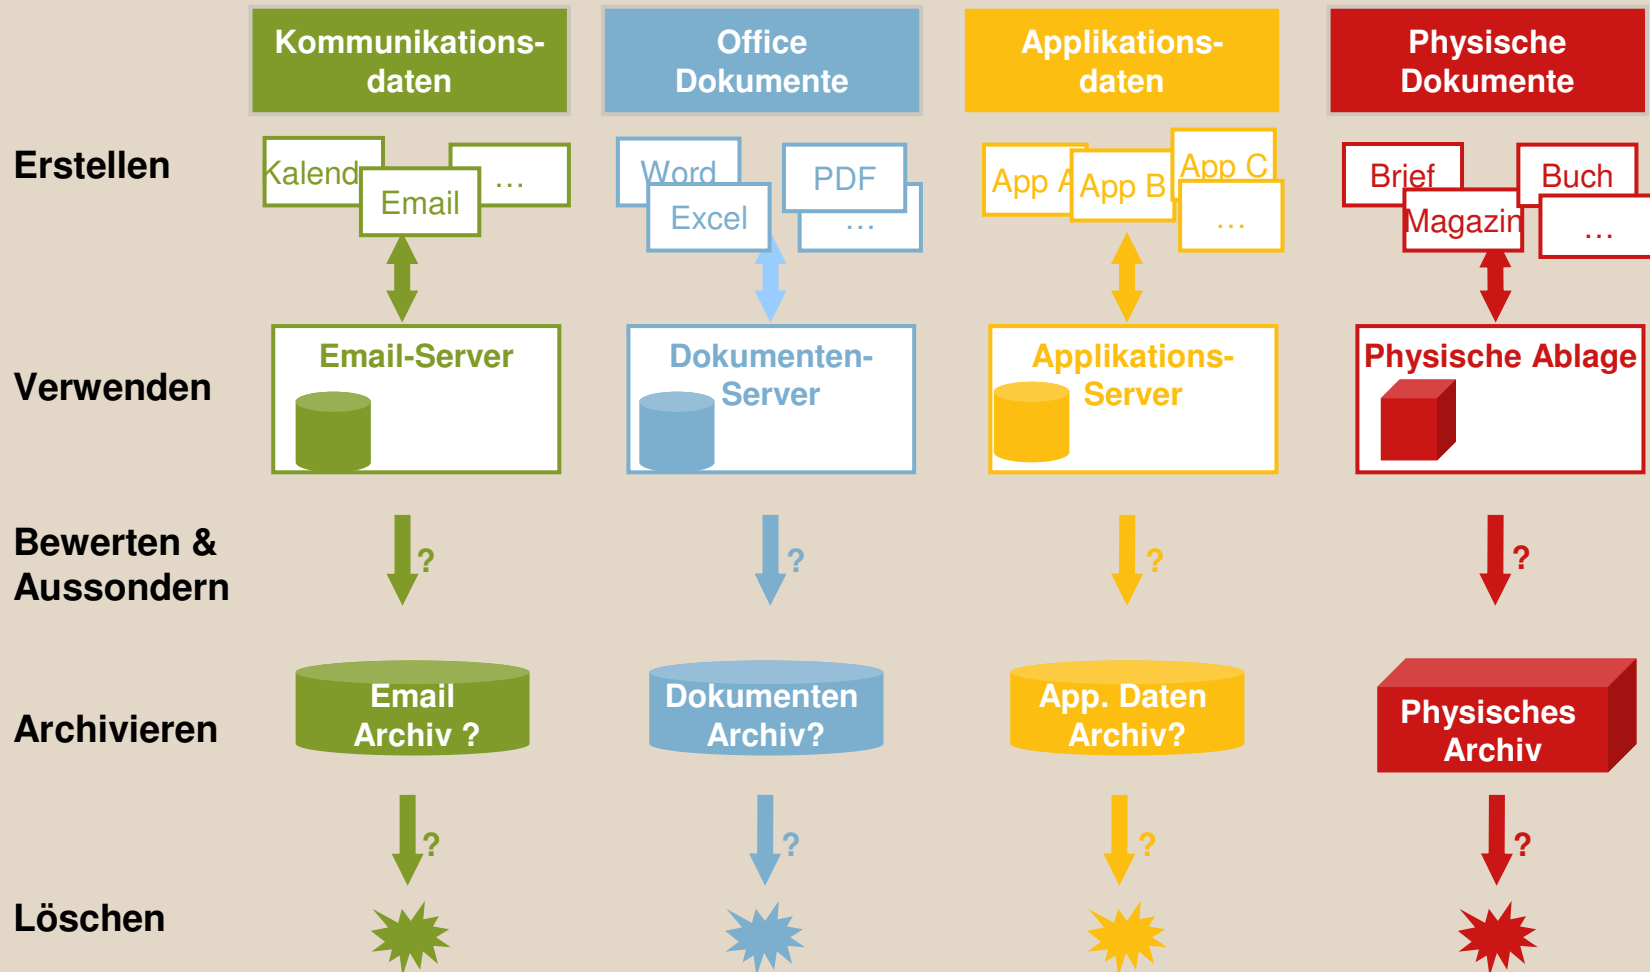 Kommunikations-
daten
Office
Dokumente
Applikations-
daten
Physische
Dokumente
Erstellen
Kalend
Email
...
Word
Excel
PDF
...
App A
App B
App C
...
Brief
Magazin
Buch
...
Verwenden
Email-Server
Dokumenten-
Server
Applikations-
Server
Physische Ablage
Bewerten &
Aussondern
?
?
?
?
Archivieren
Email
Archiv ?
Dokumenten
Archiv?
App. Daten
Archiv?
Physisches
Archiv
?
?
?
?
Löschen